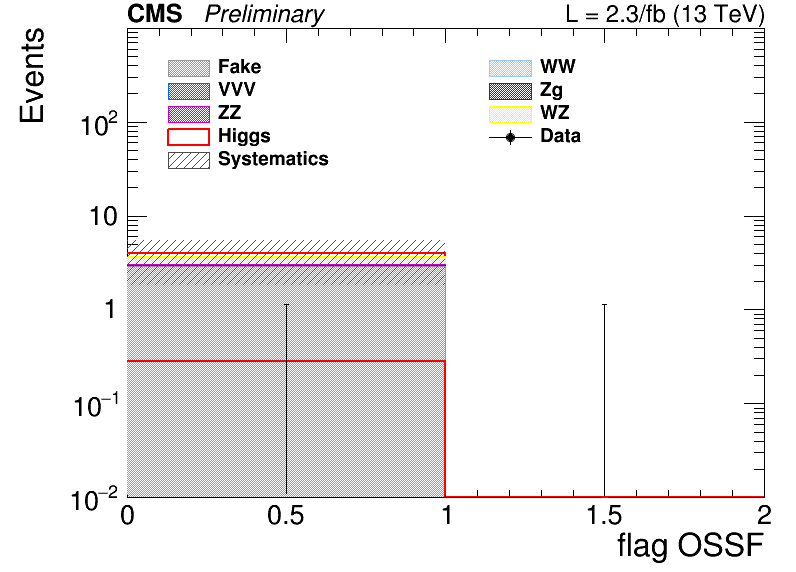 CMS Preliminary L = 2.3/fb (13 TeV)
Events
Fake
VVV
ZZ
Higgs
Systematics
WW
Zg
WZ
Data
10²
10
1
10⁻¹
10⁻²
0 0.5 1 1.5 2
flag OSSF